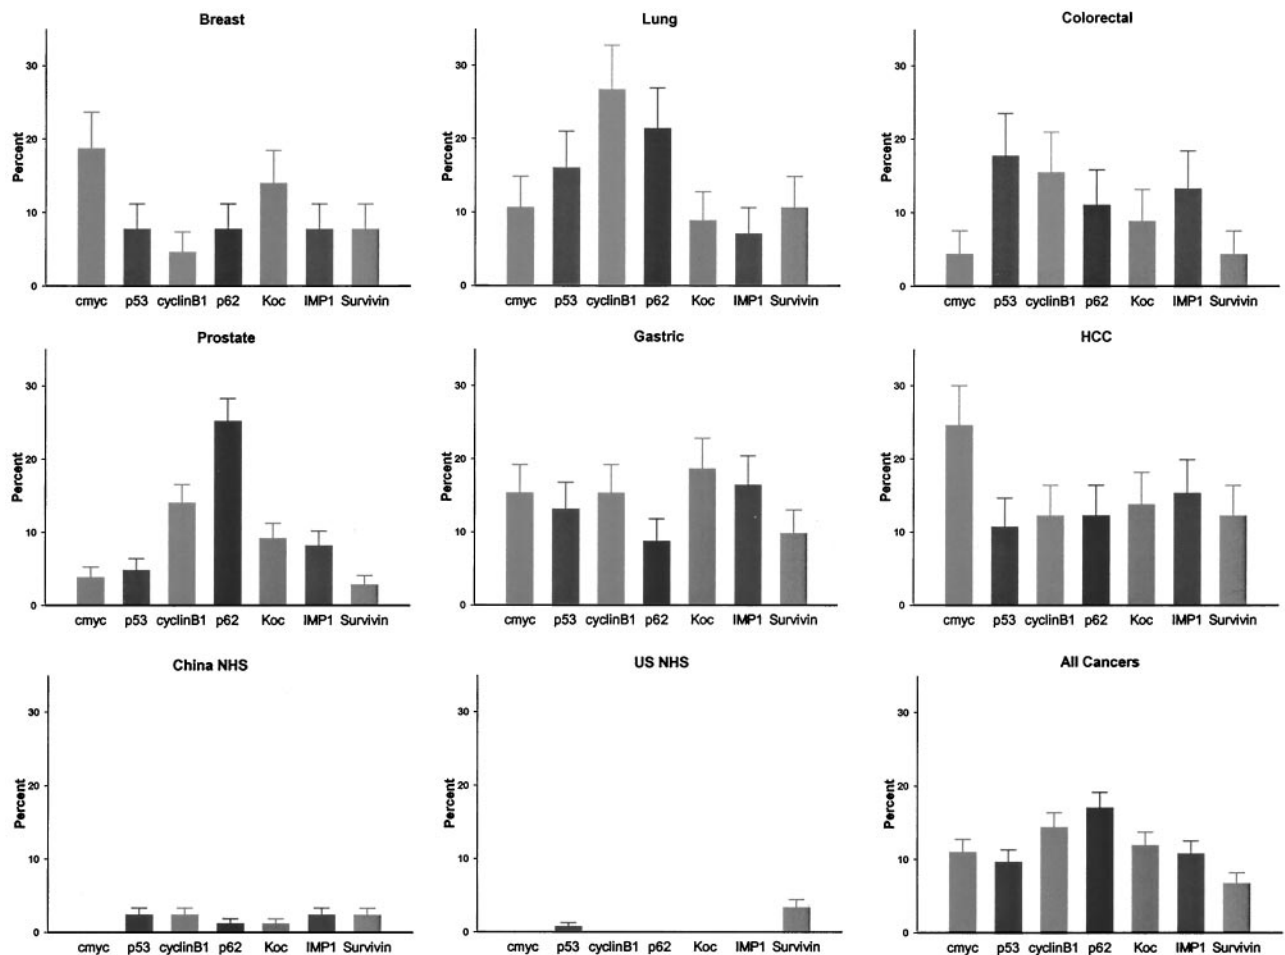 Breast
Lung
Colorectal
30
20
10
0
Percent
cmyc p53 cyclinB1 p62 Koc IMP1 Survivin
30
20
10
0
Percent
cmyc p53 cyclinB1 p62 Koc IMP1 Survivin
30
20
10
0
Percent
cmyc p53 cyclinB1 p62 Koc IMP1 Survivin
Prostate
Gastric
HCC
30
20
10
0
Percent
cmyc p53 cyclinB1 p62 Koc IMP1 Survivin
30
20
10
0
Percent
cmyc p53 cyclinB1 p62 Koc IMP1 Survivin
30
20
10
0
Percent
cmyc p53 cyclinB1 p62 Koc IMP1 Survivin
China NHS
US NHS
All Cancers
30
20
10
0
Percent
cmyc p53 cyclinB1 p62 Koc IMP1 Survivin
30
20
10
0
Percent
cmyc p53 cyclinB1 p62 Koc IMP1 Survivin
30
20
10
0
Percent
cmyc p53 cyclinB1 p62 Koc IMP1 Survivin